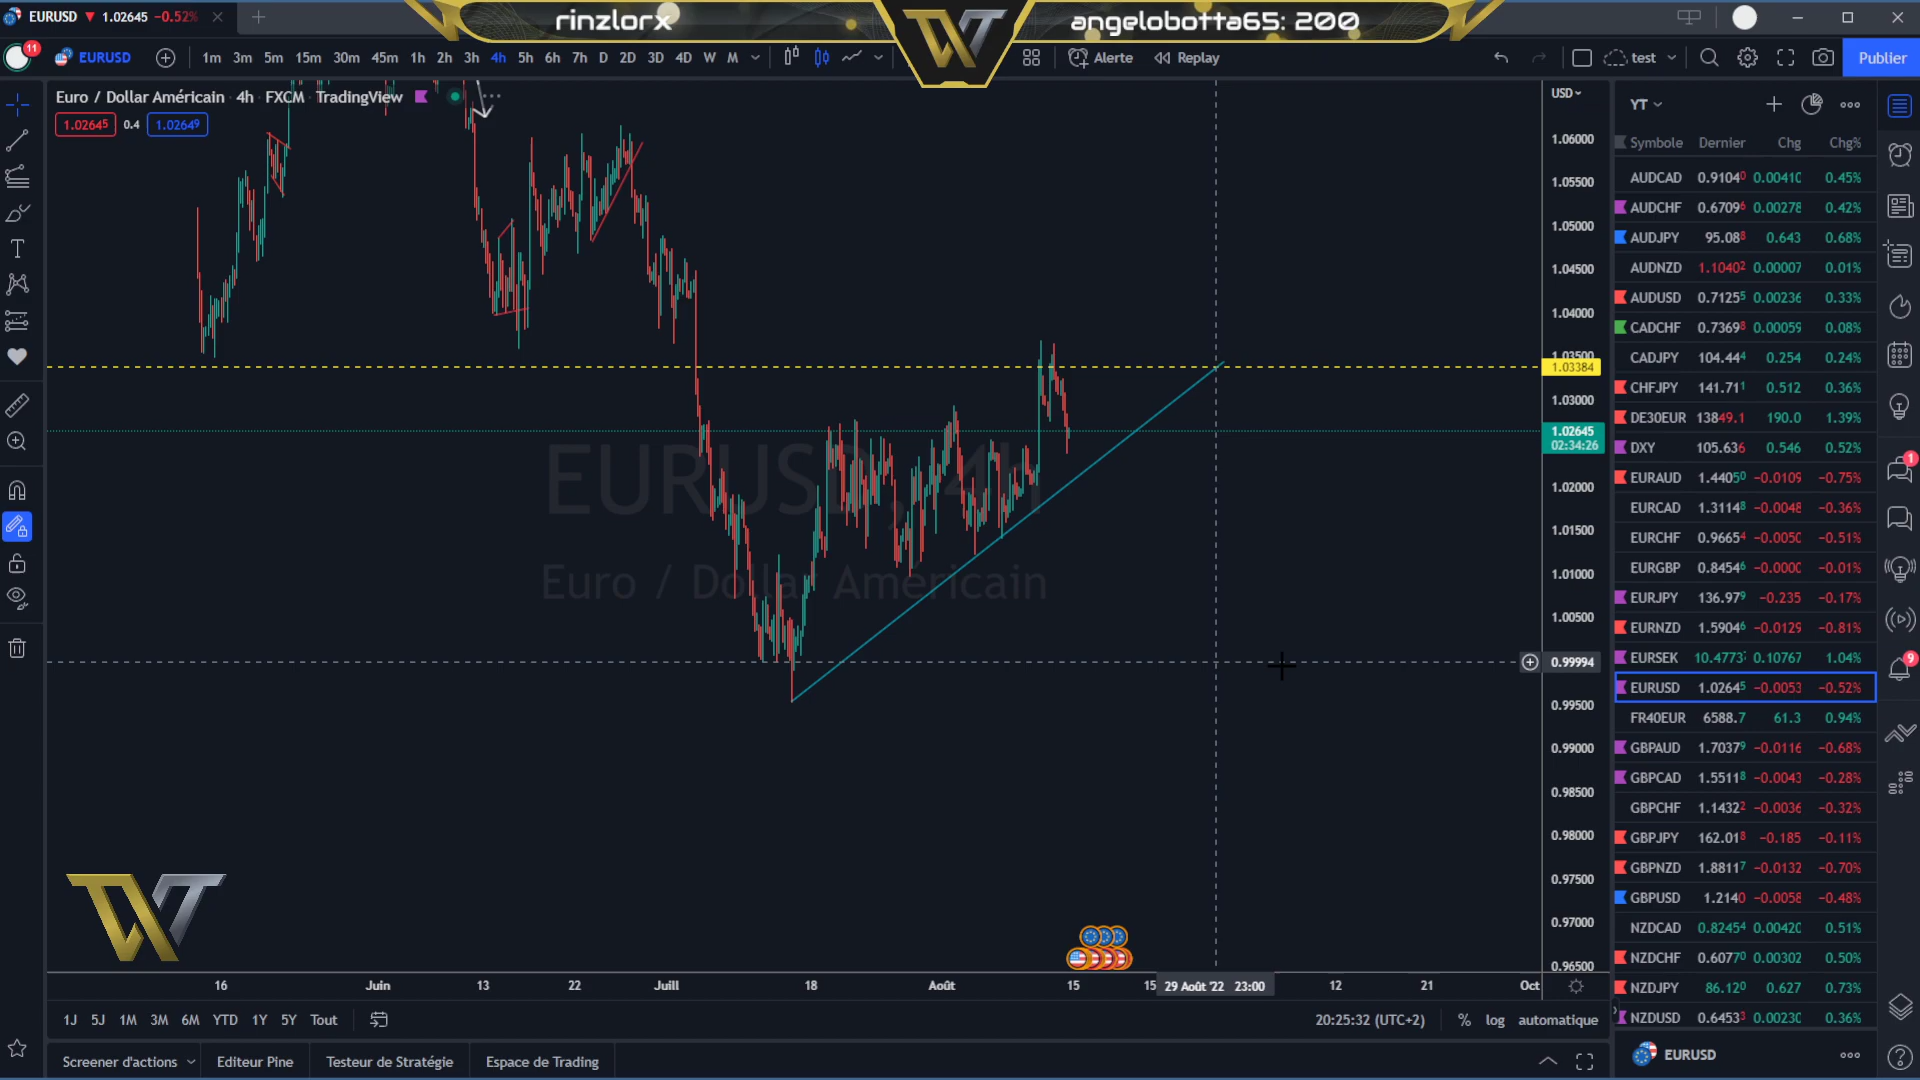 EURUSD ▼ 1.02645 −0.52%
rinzlorx
angelobotta65: 200
11
EURUSD
1m 3m 5m 15m 30m 45m 1h 2h 3h 4h 5h 6h 7h D 2D 3D 4D W M
Alerte
Replay
test
Publier
Euro / Dollar Américain · 4h · FXCM · TradingView
1.02645 0.4 1.02649
USD
YT
Symbole Dernier Chg Chg%
AUDCAD 0.91040 0.00410 0.45%
AUDCHF 0.67096 0.00278 0.42%
AUDJPY 95.088 0.643 0.68%
AUDNZD 1.10402 0.00007 0.01%
AUDUSD 0.71255 0.00236 0.33%
CADCHF 0.73698 0.00059 0.08%
CADJPY 104.444 0.254 0.24%
CHFJPY 141.711 0.512 0.36%
DE30EUR 13849.1 190.0 1.39%
DXY 105.636 0.546 0.52%
EURAUD 1.44050 −0.0109 −0.75%
EURCAD 1.31148 −0.0048 −0.36%
EURCHF 0.96654 −0.0050 −0.51%
EURGBP 0.84546 −0.0000 −0.01%
EURJPY 136.979 −0.235 −0.17%
EURNZD 1.59046 −0.0129 −0.81%
EURSEK 10.47737 0.10767 1.04%
EURUSD 1.02645 −0.0053 −0.52%
FR40EUR 6588.7 61.3 0.94%
GBPAUD 1.70379 −0.0116 −0.68%
GBPCAD 1.55118 −0.0043 −0.28%
GBPCHF 1.14322 −0.0036 −0.32%
GBPJPY 162.018 −0.185 −0.11%
GBPNZD 1.88117 −0.0132 −0.70%
GBPUSD 1.2140 −0.0058 −0.48%
NZDCAD 0.82454 0.00420 0.51%
NZDCHF 0.60770 0.00302 0.50%
NZDJPY 86.120 0.627 0.73%
NZDUSD 0.64533 0.00230 0.36%
1.06000
1.05500
1.05000
1.04500
1.04000
1.03500
1.03384
1.03000
1.02645
02:34:26
1.02000
1.01500
1.01000
1.00500
0.99994
0.99500
0.99000
0.98500
0.98000
0.97500
0.97000
0.96500
EURUSD, 4h
Euro / Dollar Américain
1
9
16 Juin 13 22 Juill 18 Août 15 15 29 Août '22 23:00 12 21 Oct
1J 5J 1M 3M 6M YTD 1Y 5Y Tout
20:25:32 (UTC+2) % log automatique
Screener d'actions Editeur Pine Testeur de Stratégie Espace de Trading
EURUSD